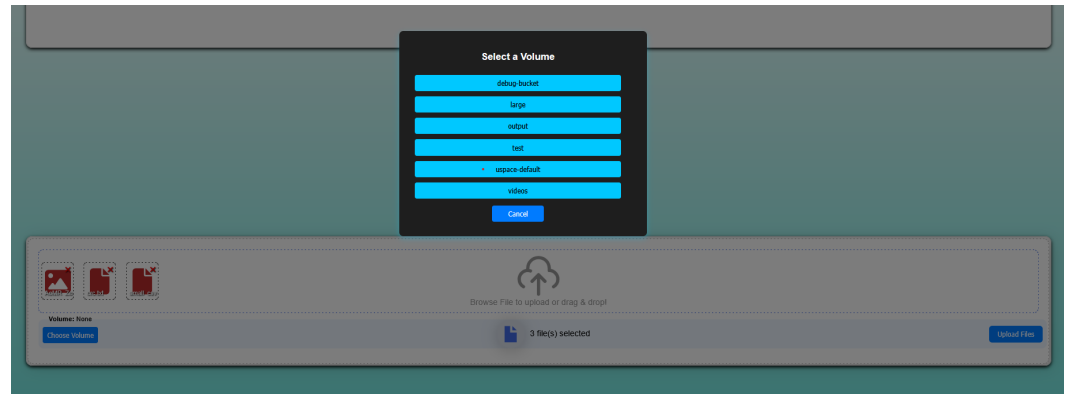 Select a Volume
debug-bucket
large
output
test
uspace-default
videos
Cancel
Browse File to upload or drag & drop!
Volume: None
Choose Volume
3 file(s) selected
Upload Files